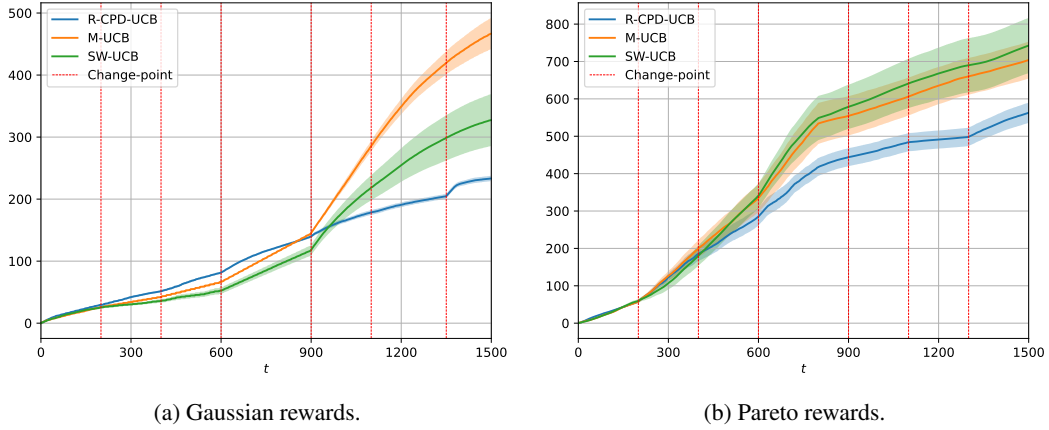 R-CPD-UCB
M-UCB
SW-UCB
Change-point
500
400
300
200
100
0
0 300 600 900 1200 1500
t
(a) Gaussian rewards.
R-CPD-UCB
M-UCB
SW-UCB
Change-point
800
700
600
500
400
300
200
100
0
0 300 600 900 1200 1500
t
(b) Pareto rewards.